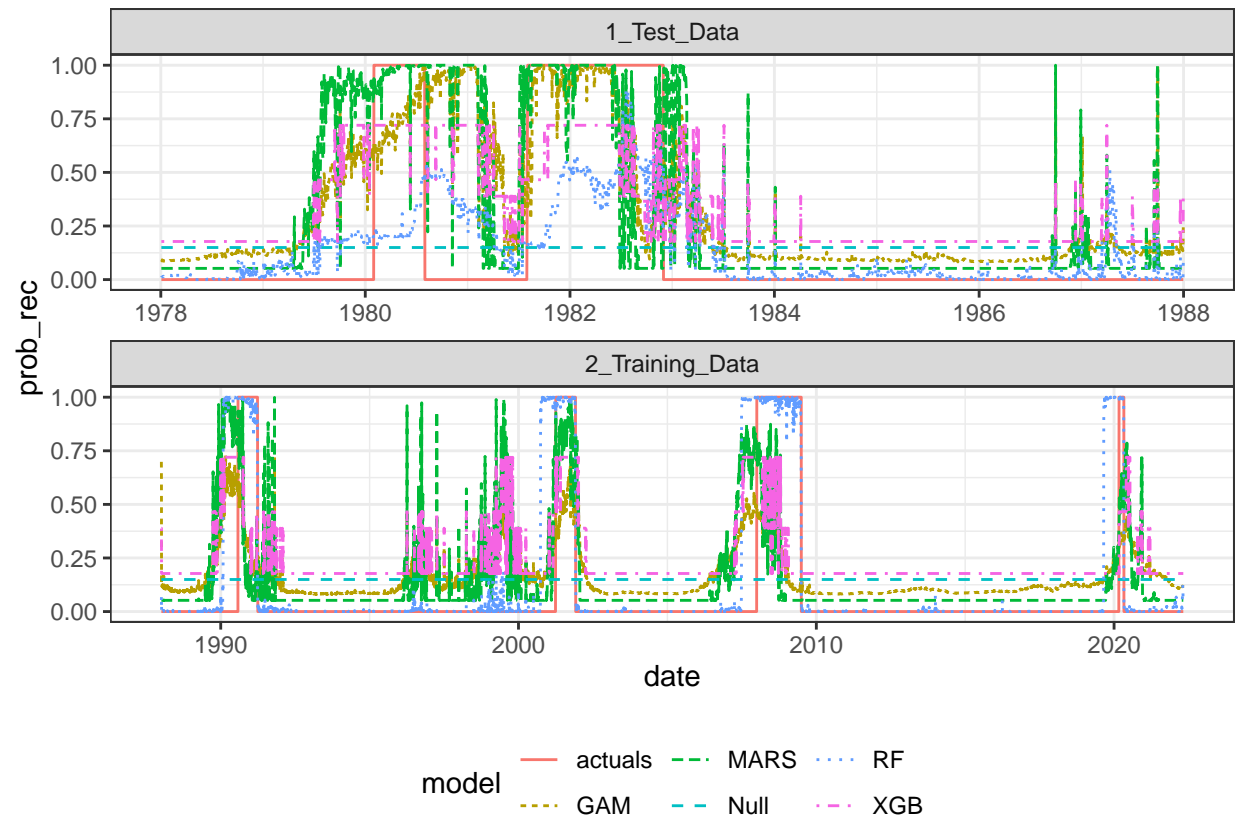 1_Test_Data
1.00
0.75
0.50
0.25
0.00
1978 1980 1982 1984 1986 1988
prob_rec
2_Training_Data
1.00
0.75
0.50
0.25
0.00
1990 2000 2010 2020
date
model
actuals MARS RF
GAM Null XGB